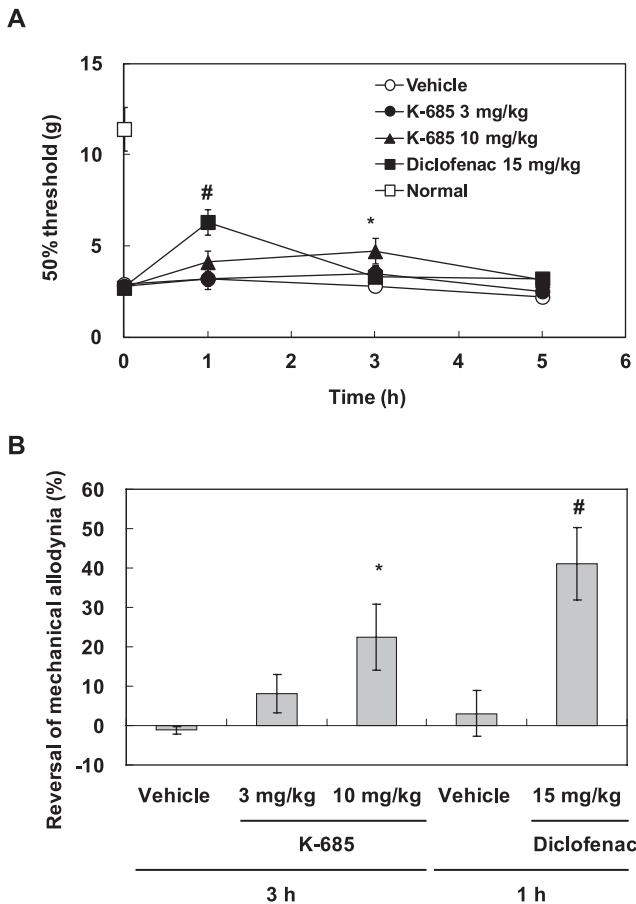 A
15
10
5
0
50% threshold (g)
Vehicle
K-685 3 mg/kg
K-685 10 mg/kg
Diclofenac 15 mg/kg
Normal
#
*
0 1 2 3 4 5 6
Time (h)
B
Reversal of mechanical allodynia (%)
60
50
40
30
20
10
0
-10
*
#
Vehicle 3 mg/kg 10 mg/kg Vehicle 15 mg/kg
K-685 Diclofenac
3 h 1 h